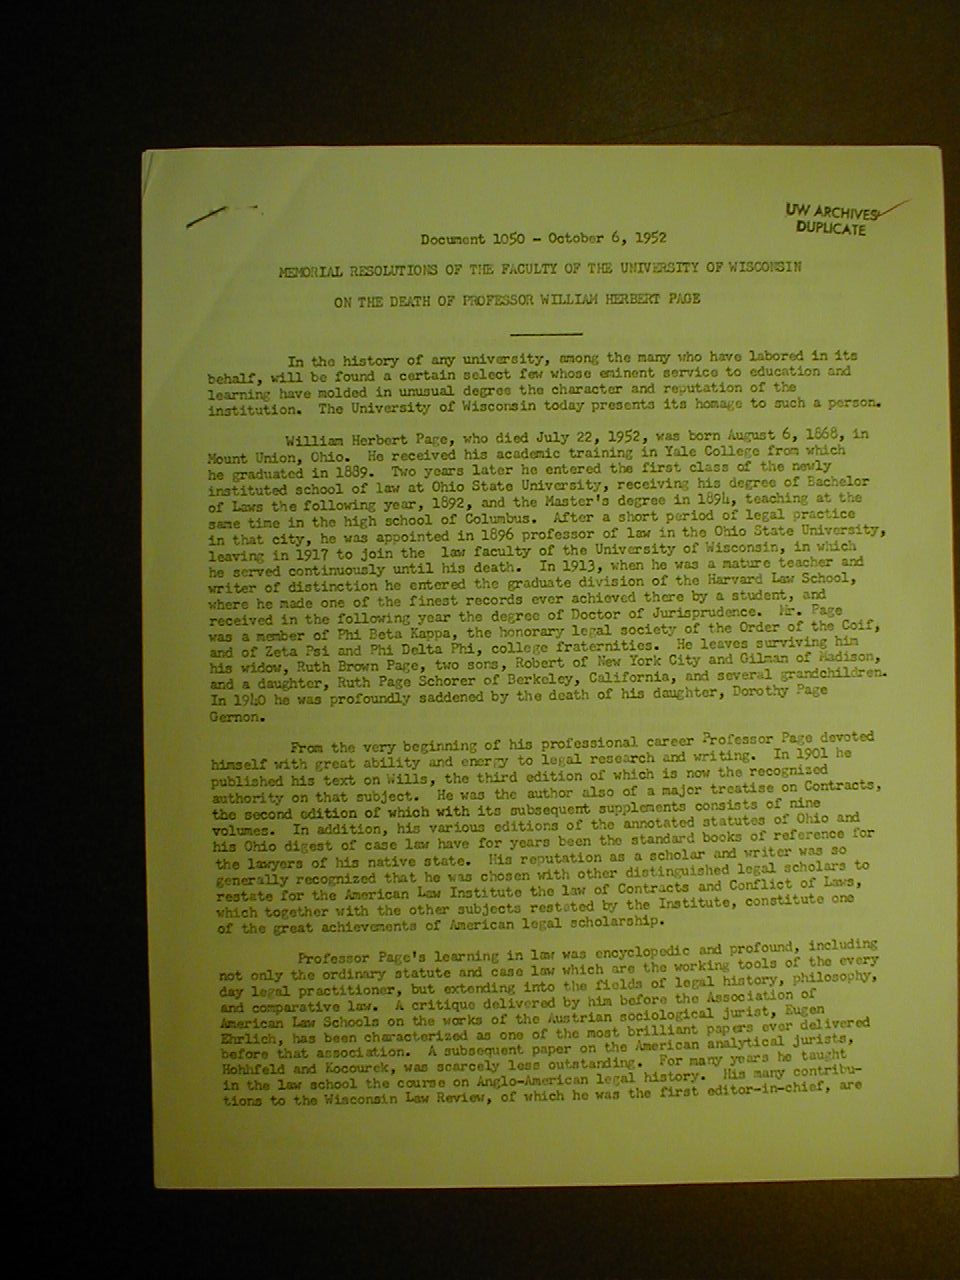 UW ARCHIVES
DUPLICATE
Document 1050 - October 6, 1952
MEMORIAL RESOLUTIONS OF THE FACULTY OF THE UNIVERSITY OF WISCONSIN
ON THE DEATH OF PROFESSOR WILLIAM HERBERT PAGE
In the history of any university, among the many who have labored in its
behalf, will be found a certain select few whose eminent service to education and
learning have molded in unusual degree the character and reputation of the
institution. The University of Wisconsin today presents its homage to such a person.
William Herbert Page, who died July 22, 1952, was born August 6, 1868, in
Mount Union, Ohio. He received his academic training in Yale College from which
he graduated in 1889. Two years later he entered the first class of the newly
instituted school of law at Ohio State University, receiving his degree of Bachelor
of Laws the following year, 1892, and the Master's degree in 1894, teaching at the
same time in the high school of Columbus. After a short period of legal practice
in that city, he was appointed in 1896 professor of law in the Ohio State University,
leaving in 1917 to join the law faculty of the University of Wisconsin, in which
he served continuously until his death. In 1913, when he was a mature teacher and
writer of distinction he entered the graduate division of the Harvard Law School,
where he made one of the finest records ever achieved there by a student, and
received in the following year the degree of Doctor of Jurisprudence. Mr. Page
was a member of Phi Beta Kappa, the honorary legal society of the Order of the Coif,
and of Zeta Psi and Phi Delta Phi, college fraternities. He leaves surviving him
his widow, Ruth Brown Page, two sons, Robert of New York City and Gilman of Madison,
and a daughter, Ruth Page Schorer of Berkeley, California, and several grandchildren.
In 1940 he was profoundly saddened by the death of his daughter, Dorothy Page
Gernon.
From the very beginning of his professional career Professor Page devoted
himself with great ability and energy to legal research and writing. In 1901 he
published his text on Wills, the third edition of which is now the recognized
authority on that subject. He was the author also of a major treatise on Contracts,
the second edition of which with its subsequent supplements consists of nine
volumes. In addition, his various editions of the annotated statutes of Ohio and
his Ohio digest of case law have for years been the standard books of reference for
the lawyers of his native state. His reputation as a scholar and writer was so
generally recognized that he was chosen with other distinguished legal scholars to
restate for the American Law Institute the law of Contracts and Conflict of Laws,
which together with the other subjects restated by the Institute, constitute one
of the great achievements of American legal scholarship.
Professor Page's learning in law was encyclopedic and profound, including
not only the ordinary statute and case law which are the working tools of the every
day legal practitioner, but extending into the fields of legal history, philosophy,
and comparative law. A critique delivered by him before the Association of
American Law Schools on the works of the Austrian sociological jurist, Eugen
Ehrlich, has been characterized as one of the most brilliant papers ever delivered
before that association. A subsequent paper on the American analytical jurists,
Hohhfeld and Kocourek, was scarcely less outstanding. For many years he taught
in the law school the course on Anglo-American legal history. His many contribu-
tions to the Wisconsin Law Review, of which he was the first editor-in-chief, are